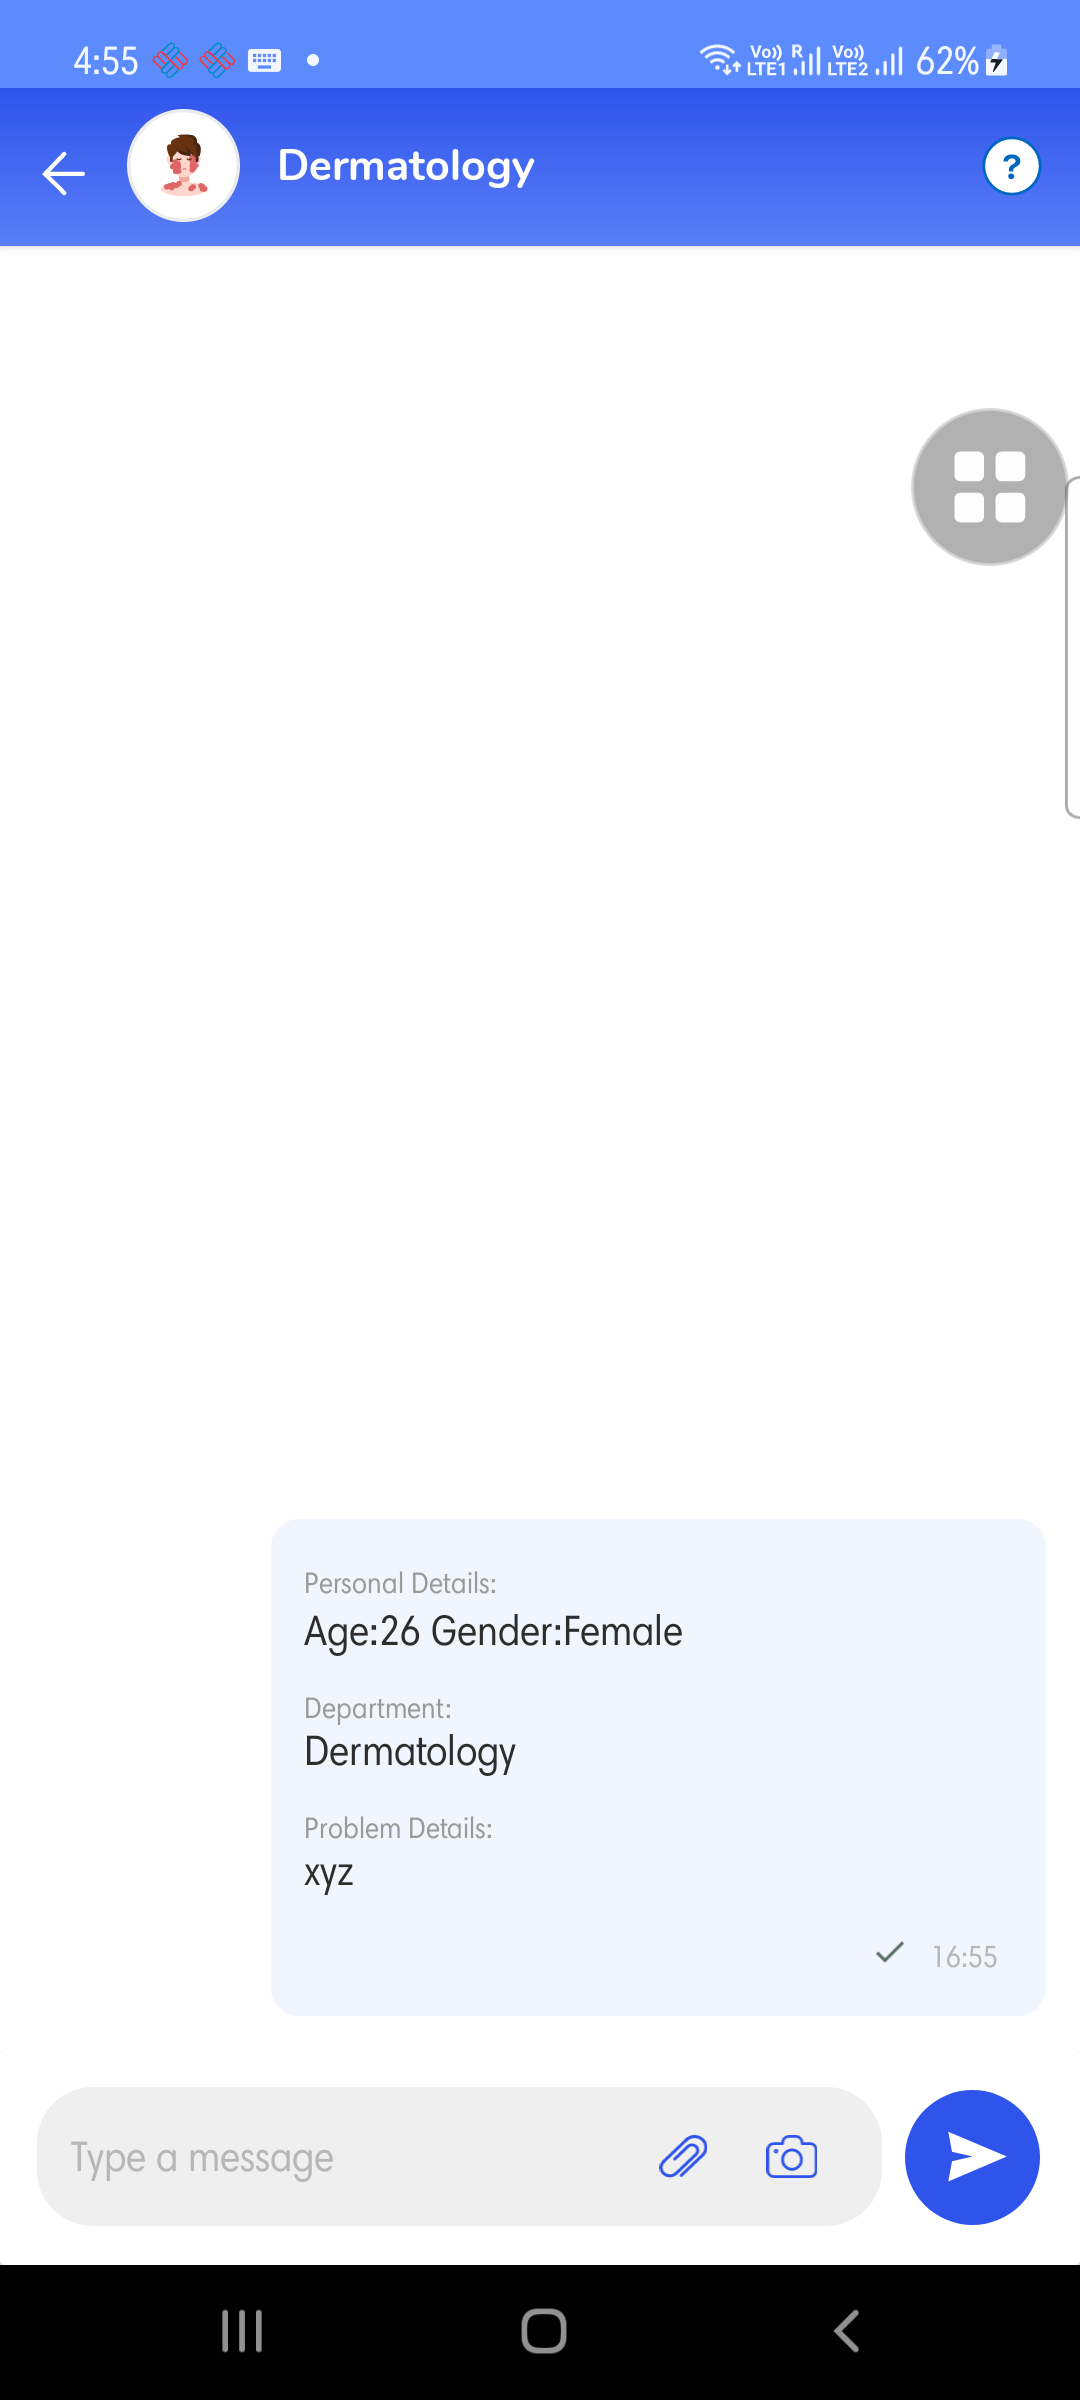 4:55 Vo)) LTE1 R Vo)) LTE2 62%
Dermatology ?
Personal Details:
Age:26 Gender:Female
Department:
Dermatology
Problem Details:
xyz
16:55
Type a message